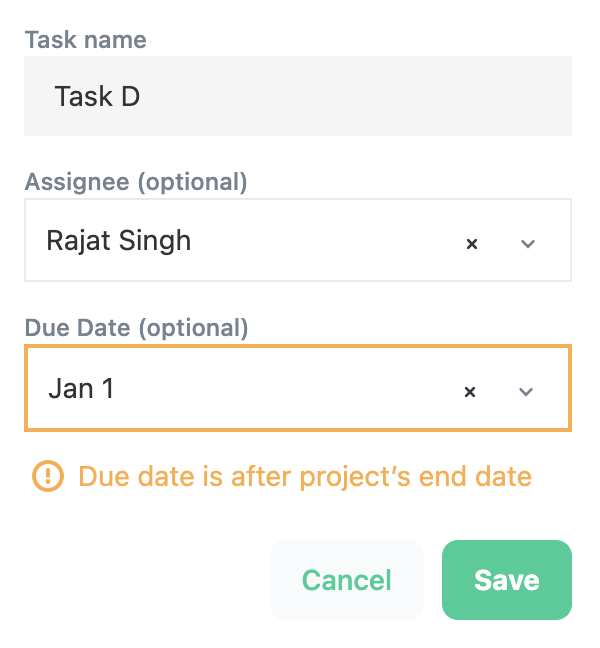 Task name
Task D
Assignee (optional)
Rajat Singh
Due Date (optional)
Jan 1
Due date is after project’s end date
Cancel Save